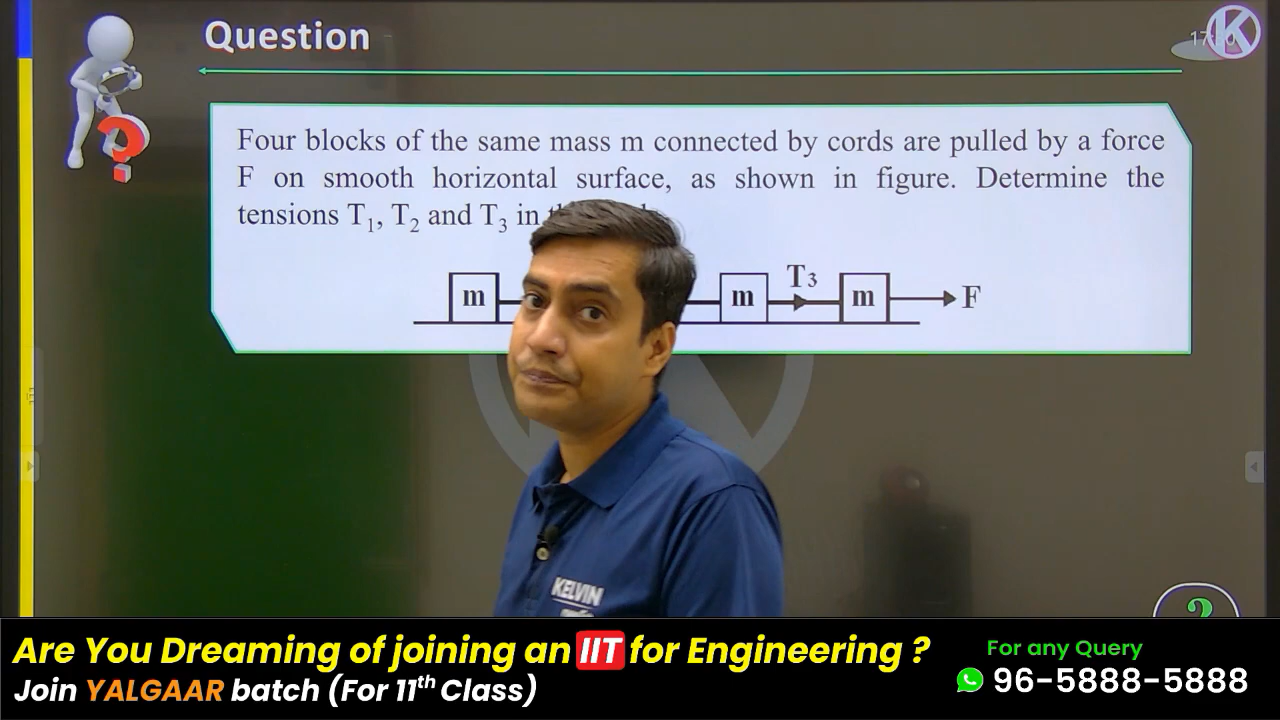 Question
Four blocks of the same mass m connected by cords are pulled by a force
F on smooth horizontal surface, as shown in figure. Determine the
tensions T₁, T₂ and T₃ in
m m T₃ m F
KELVIN
K
?
Are You Dreaming of joining an IIT for Engineering ?
Join YALGAAR batch (For 11th Class)
For any Query
96-5888-5888